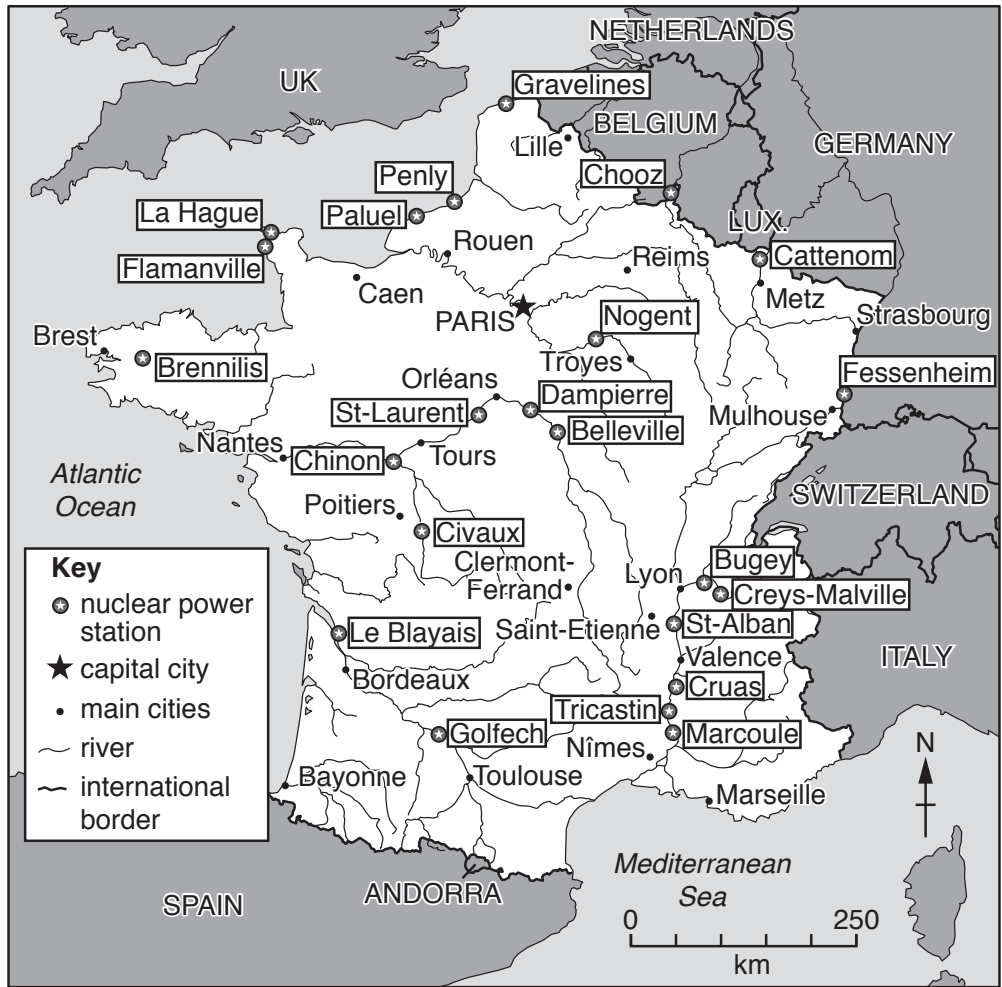 NETHERLANDS
UK
Gravelines
BELGIUM
GERMANY
Lille
Chooz
Penly
La Hague
Paluel
LUX.
Rouen
Flamanville
Reims
Cattenom
Caen
Metz
PARIS
Nogent
Strasbourg
Brest
Brennilis
Troyes
Orléans
Fessenheim
Dampierre
St-Laurent
Mulhouse
Belleville
Nantes
Chinon
Tours
Atlantic
Ocean
SWITZERLAND
Poitiers
Civaux
Clermont-
Ferrand
Lyon
Bugey
Creys-Malville
Key
nuclear power
station
capital city
main cities
river
international
border
Le Blayais
Saint-Etienne
St-Alban
Valence
ITALY
Bordeaux
Cruas
Tricastin
Golfech
Marcoule
Nîmes
Bayonne
Toulouse
Marseille
N
Mediterranean
Sea
ANDORRA
SPAIN
0 250
km